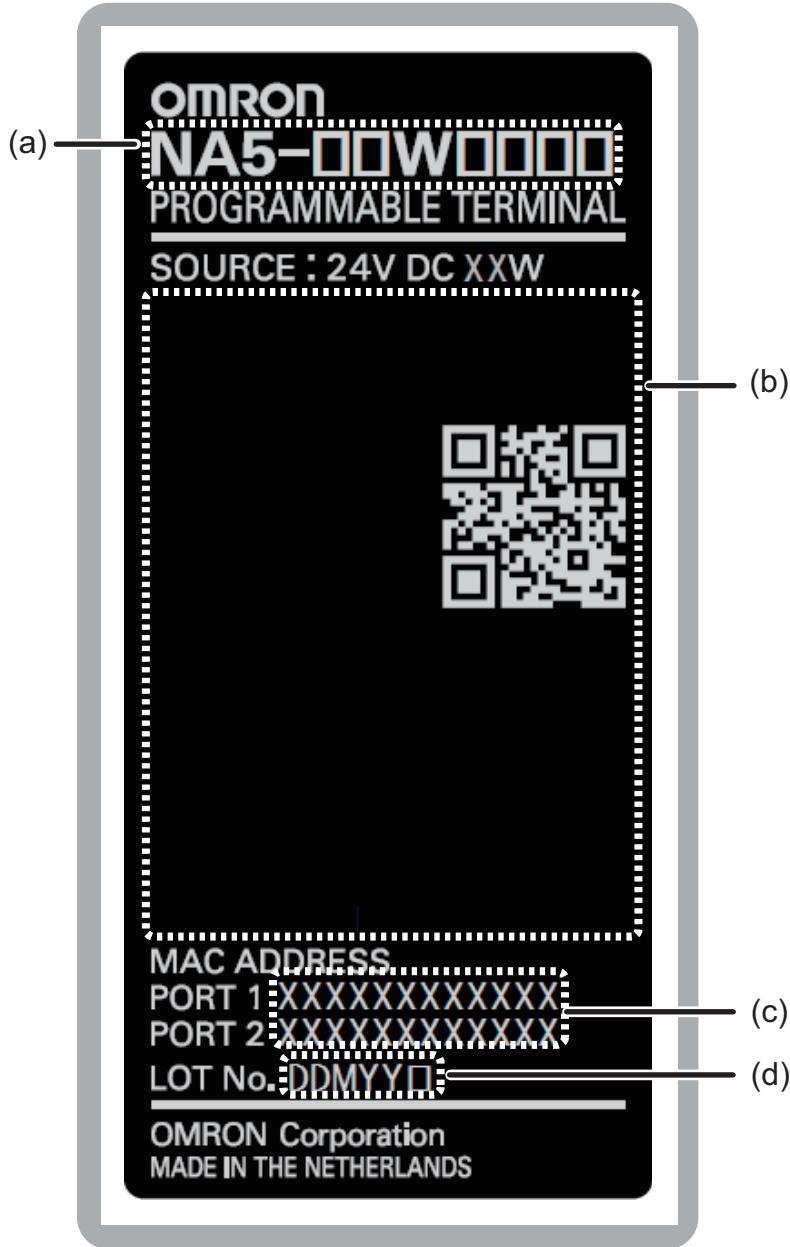 OMRON
(a)
NA5-□□W□□□□
PROGRAMMABLE TERMINAL
SOURCE : 24V DC XXW
(b)
MAC ADDRESS
PORT 1 XXXXXXXXXXXX
(c)
PORT 2 XXXXXXXXXXXX
LOT No. DDMYY□
(d)
OMRON Corporation
MADE IN THE NETHERLANDS